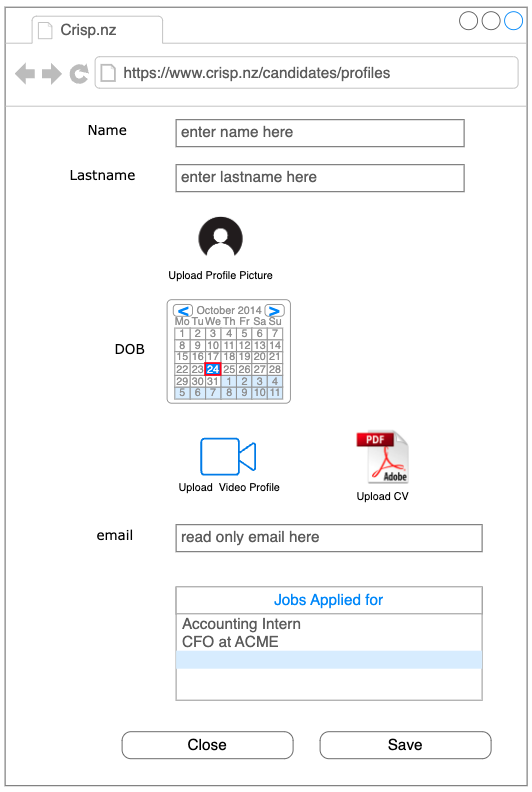 Crisp.nz
https://www.crisp.nz/candidates/profiles
Name
enter name here
Lastname
enter lastname here
Upload Profile Picture
DOB
< October 2014 >
Mo Tu We Th Fr Sa Su
1 2 3 4 5 6 7
8 9 10 11 12 13 14
15 16 17 18 19 20 21
22 23 24 25 26 27 28
29 30 31 1 2 3 4
5 6 7 8 9 10 11
Upload Video Profile
PDF
Adobe
Upload CV
email
read only email here
Jobs Applied for
Accounting Intern
CFO at ACME
Close
Save